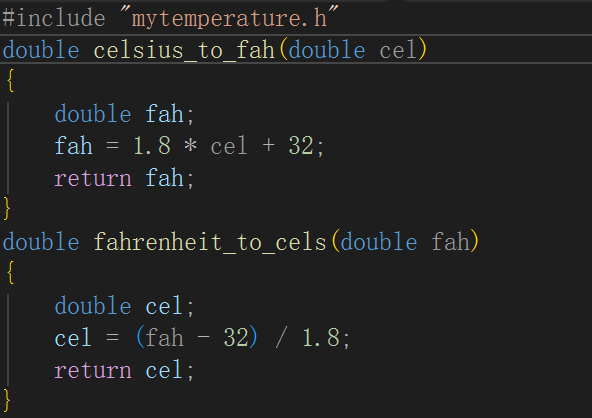 #include "mytemperature.h"
double celsius_to_fah(double cel)
{
    double fah;
    fah = 1.8 * cel + 32;
    return fah;
}
double fahrenheit_to_cels(double fah)
{
    double cel;
    cel = (fah - 32) / 1.8;
    return cel;
}